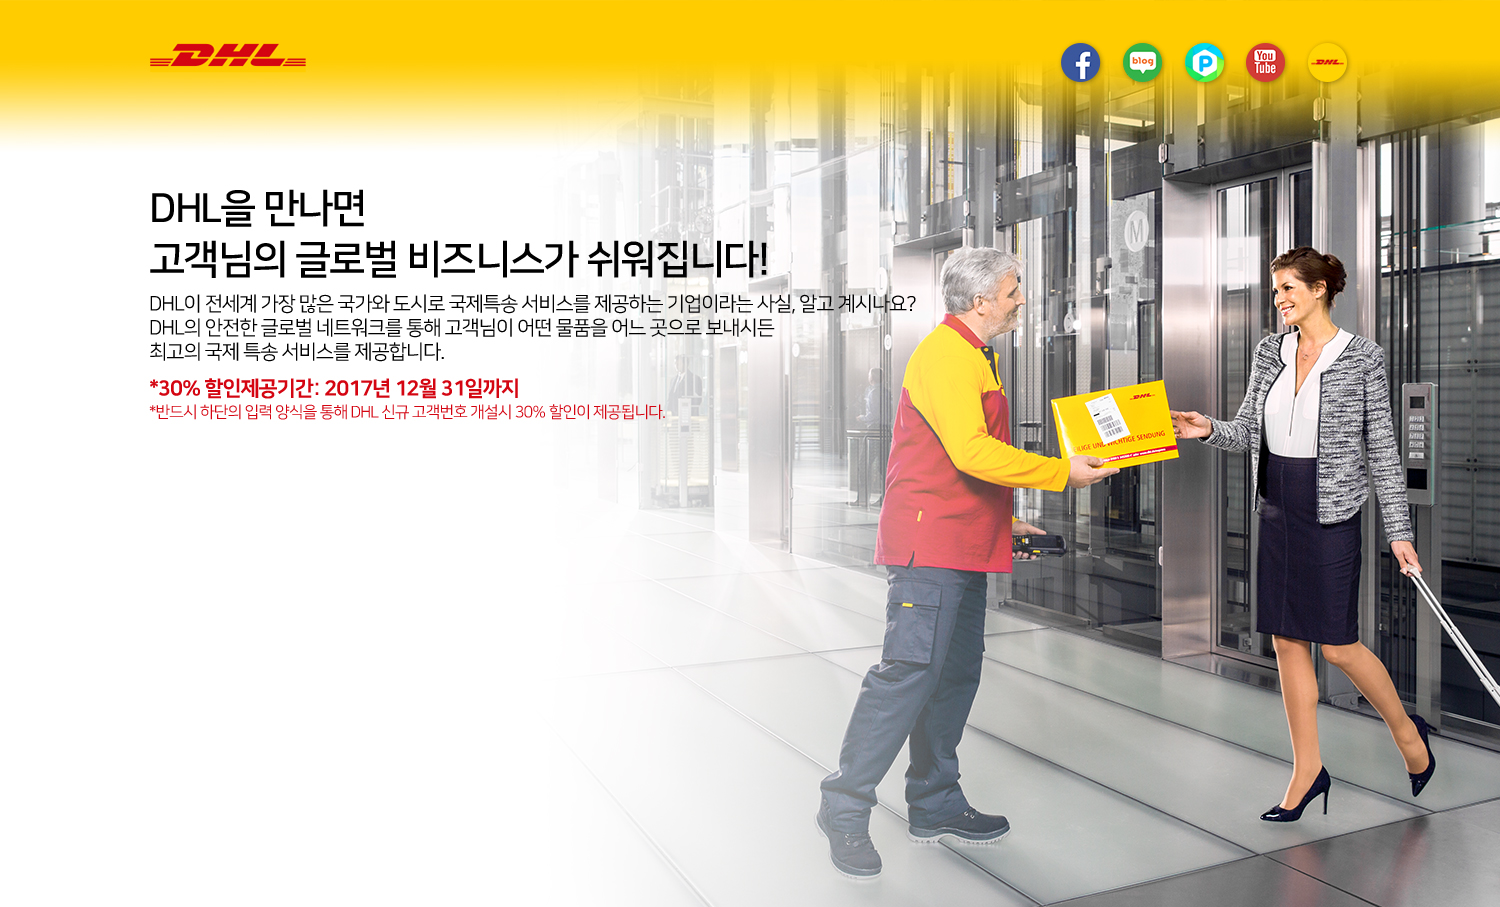 DHL
blog
P
You
Tube
DHL
DHL을 만나면
고객님의 글로벌 비즈니스가 쉬워집니다!
DHL이 전세계 가장 많은 국가와 도시로 국제특송 서비스를 제공하는 기업이라는 사실, 알고 계시나요?
DHL의 안전한 글로벌 네트워크를 통해 고객님이 어떤 물품을 어느 곳으로 보내시든
최고의 국제 특송 서비스를 제공합니다.
*30% 할인제공기간: 2017년 12월 31일까지
*반드시 하단의 입력 양식을 통해 DHL 신규 고객번호 개설시 30% 할인이 제공됩니다.
M
DHL
UND WICHTIGE SENDUNG